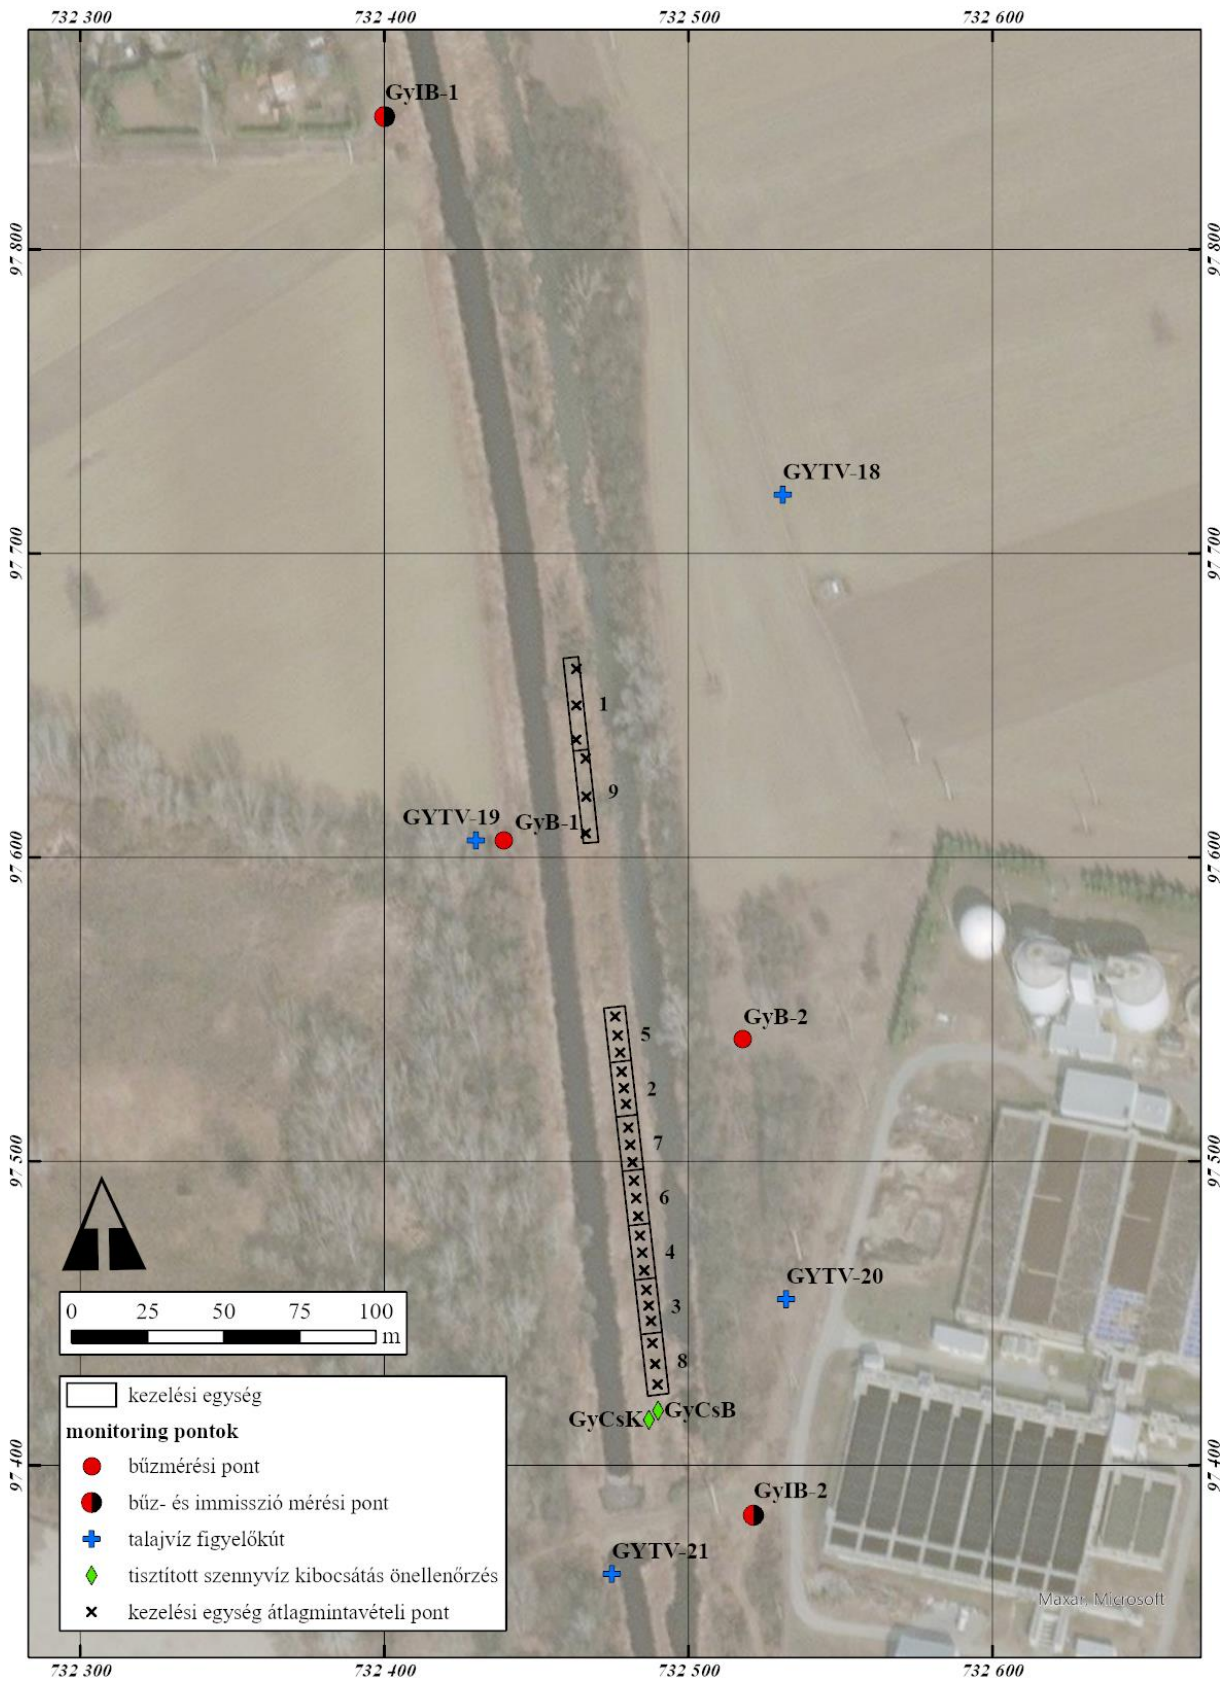 732 300 732 400 732 500 732 600
GyIB-1
97 800 97 800
GYTV-18
97 700 97 700
1
9
GYTV-19 GyB-1
97 600 97 600
GyB-2
5
2
7
97 500 97 500
6
4
GYTV-20
0 25 50 75 100
m
3
8
kezelési egység
GyCsK GyCsB
monitoring pontok
bűzmérési pont
97 400 97 400
bűz- és immisszió mérési pont
GyIB-2
talajvíz figyelőkút
GYTV-21
tisztított szennyvíz kibocsátás önellenőrzés
kezelési egység átlagmintavételi pont
Maxar, Microsoft
732 300 732 400 732 500 732 600